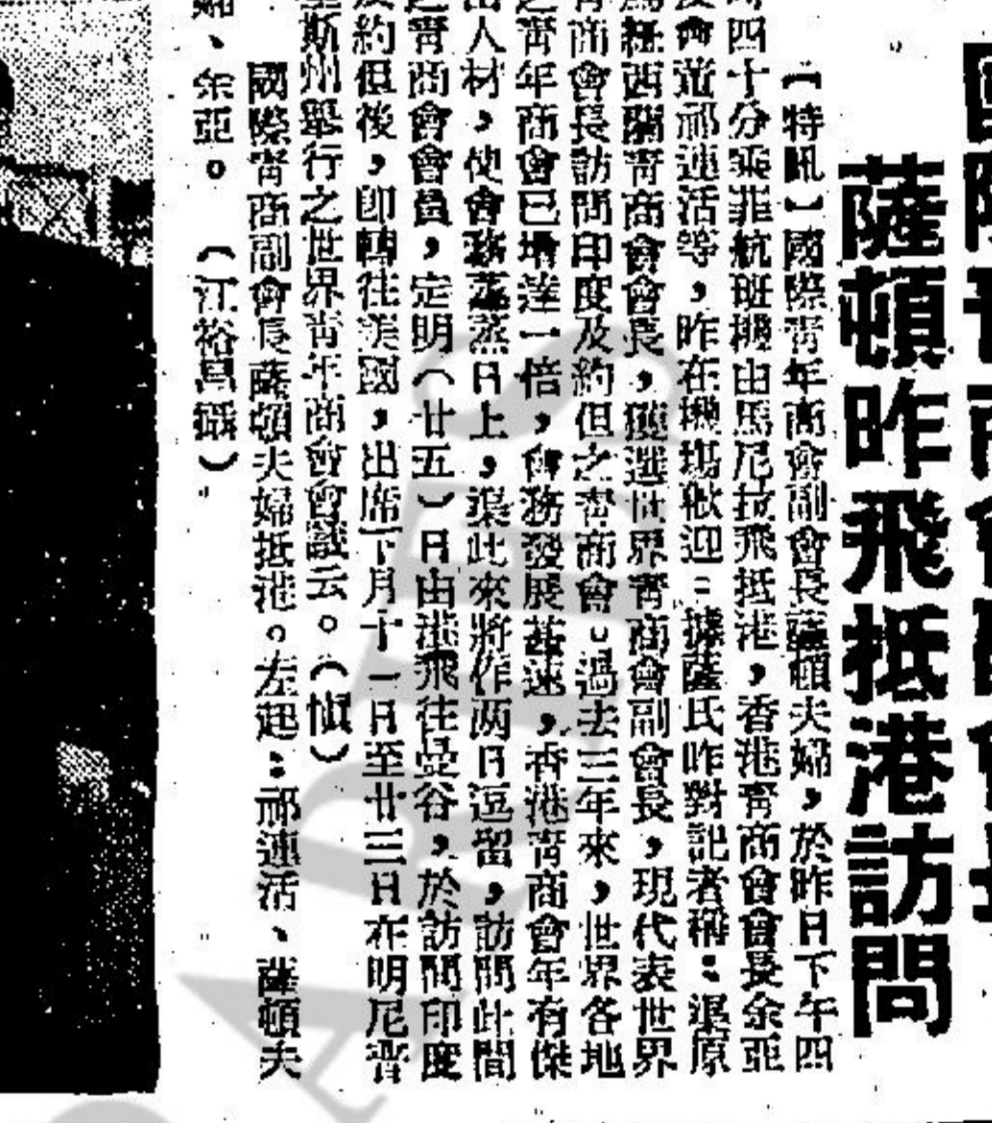 薩頓昨飛抵港訪問
【特訊】國際青年商會副會長薩頓夫婦，於昨日下午四
四十分乘菲航班機由馬尼拉飛抵港，香港青商會會長余亞
會董祁連活等，昨在機場歡迎：據薩氏昨對記者稱：渠原
紐西蘭青商會會長，獲選世界青商會副會長，現代表世界
青商會長訪問印度及約但之青商會。過去三年來，世界各地
之青年商會已增達一倍，會務發展甚速，香港青商會年有傑
出人材，使會務蒸蒸日上，渠此來將作兩日逗留，訪問此間
之青商會會員，定明（廿五）日由港飛往曼谷，於訪問印度
及約但後，即轉往美國，出席下月十一日至廿三日在明尼
斯州舉行之世界青年商會會議云。（慎）
國際青商副會長薩頓夫婦抵港。左起：祁連活、薩頓夫
婦、余亞。（江裕昌攝）